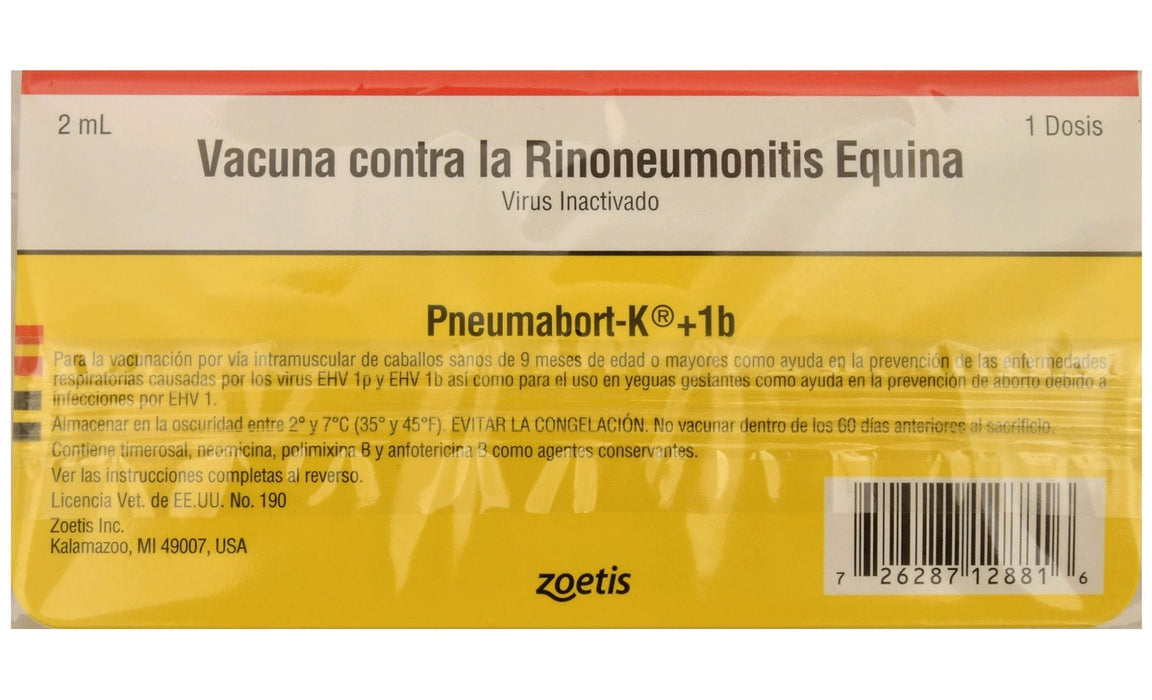 2 mL
1 Dosis
Vacuna contra la Rinoneumonitis Equina
Virus Inactivado
Pneumabort-K®+1b
Para la vacunación por vía intramuscular de caballos sanos de 9 meses de edad o mayores como ayuda en la prevención de las enfermedades
respiratorias causadas por los virus EHV 1p y EHV 1b así como para el uso en yeguas gestantes como ayuda en la prevención de aborto debido a
infecciones por EHV 1.
Almacenar en la oscuridad entre 2° y 7°C (35° y 45°F). EVITAR LA CONGELACIÓN. No vacunar dentro de los 60 días anteriores al sacrificio.
Contiene timerosal, neomicina, polimixina B y anfotericina B como agentes conservantes.
Ver las instrucciones completas al reverso.
Licencia Vet. de EE.UU. No. 190
Zoetis Inc.
Kalamazoo, MI 49007, USA
zoetis
7 26287 12881 6